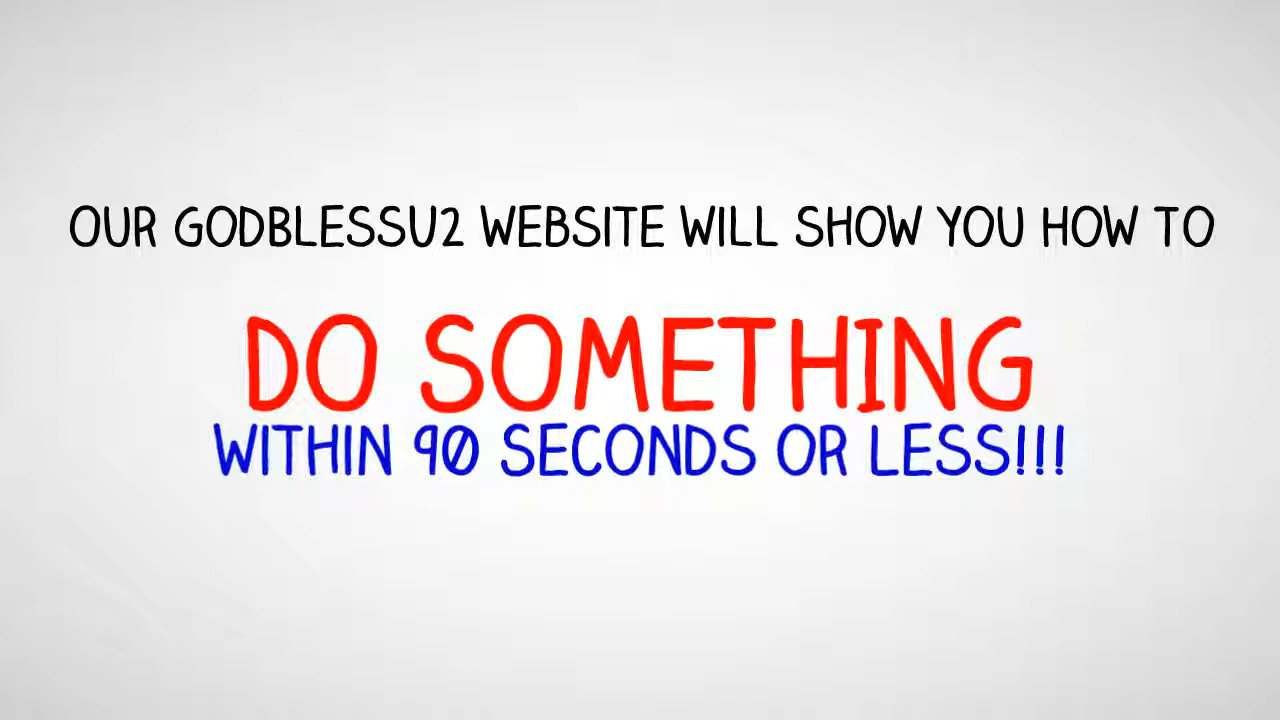 OUR GODBLESSU2 WEBSITE WILL SHOW YOU HOW TO
DO SOMETHING
WITHIN 90 SECONDS OR LESS!!!